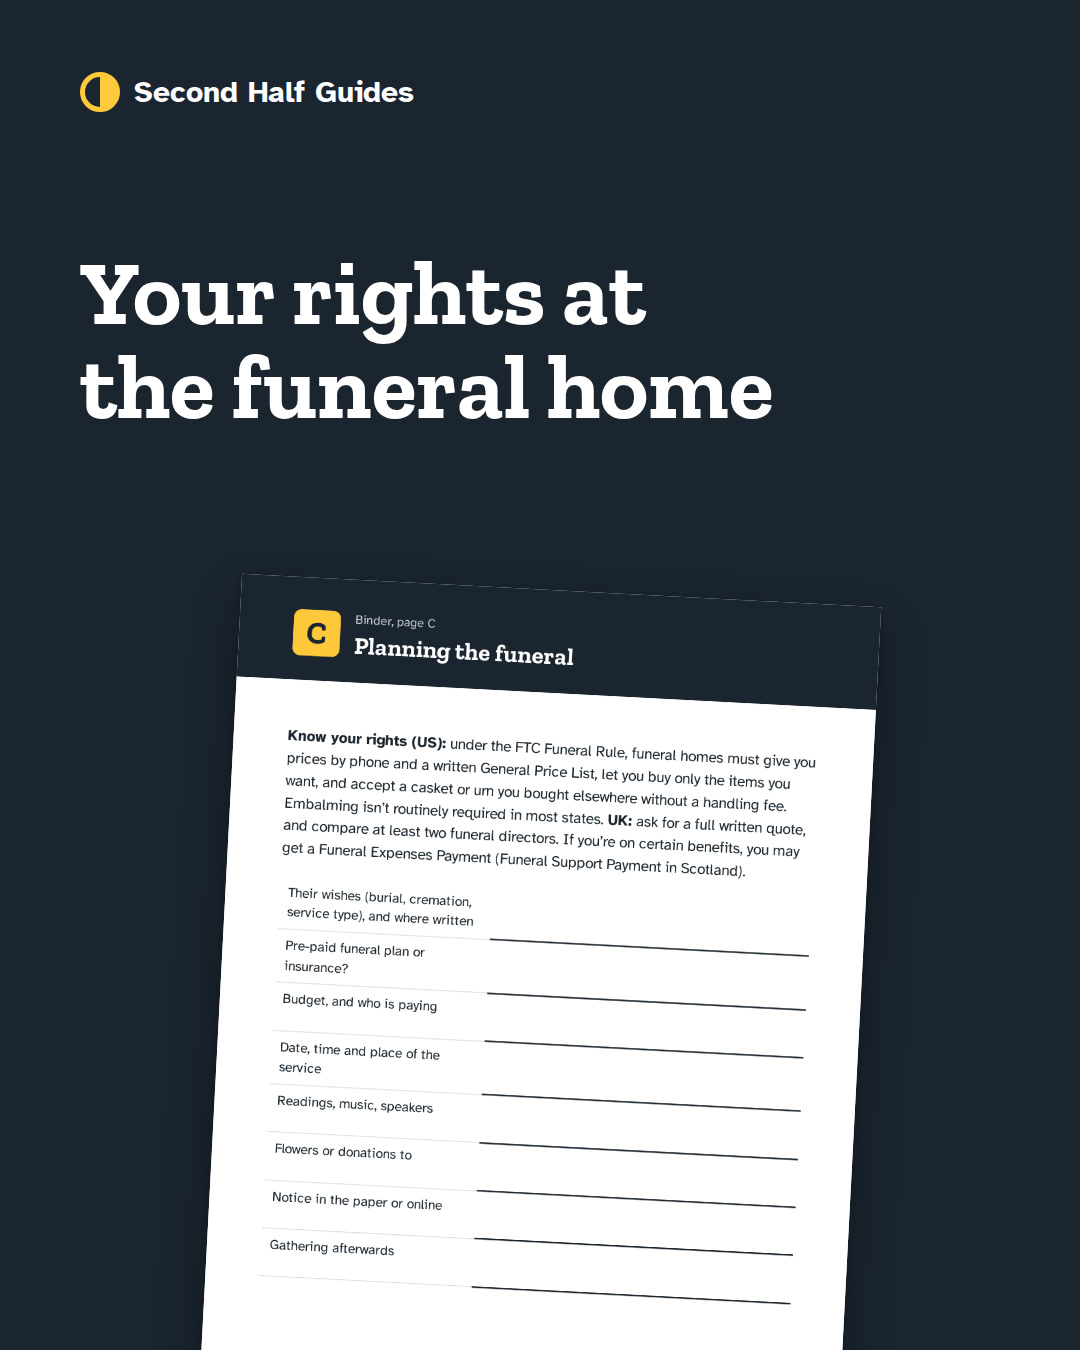 Second Half Guides
Your rights at
the funeral home
C
Binder, page C
Planning the funeral
Know your rights (US): under the FTC Funeral Rule, funeral homes must give you
prices by phone and a written General Price List, let you buy only the items you
want, and accept a casket or urn you bought elsewhere without a handling fee.
Embalming isn’t routinely required in most states. UK: ask for a full written quote,
and compare at least two funeral directors. If you’re on certain benefits, you may
get a Funeral Expenses Payment (Funeral Support Payment in Scotland).
Their wishes (burial, cremation,
service type), and where written
Pre-paid funeral plan or
insurance?
Budget, and who is paying
Date, time and place of the
service
Readings, music, speakers
Flowers or donations to
Notice in the paper or online
Gathering afterwards